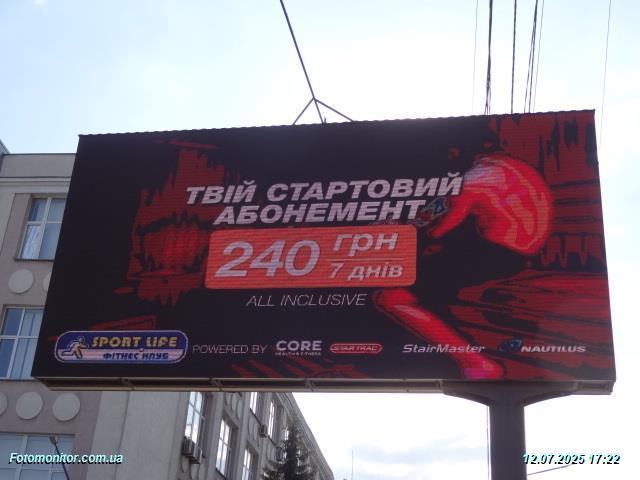 ТВІЙ СТАРТОВИЙ
АБОНЕМЕНТ
240 грн
7 днів
ALL INCLUSIVE
SPORT LIFE
ФІТНЕС КЛУБ
POWERED BY CORE HEALTH & FITNESS STAR TRAC StairMaster NAUTILUS
Fotomonitor.com.ua
12.07.2025 17:22